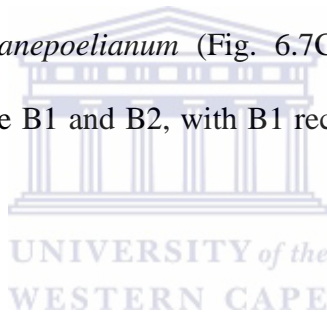 anepoelianum (Fig. 6.7C
e B1 and B2, with B1 rec
UNIVERSITY of the
WESTERN CAPE